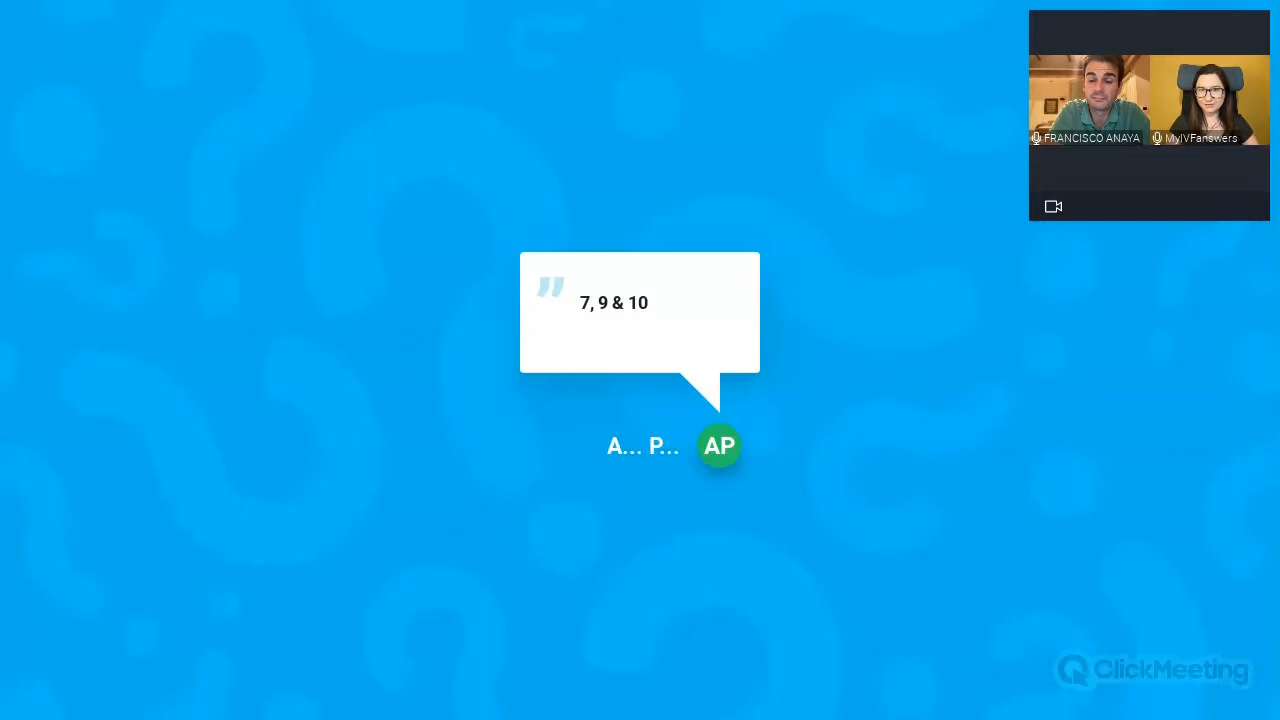 FRANCISCO ANAYA
MyIVFanswers
” 7, 9 & 10
A... P... AP
ClickMeeting